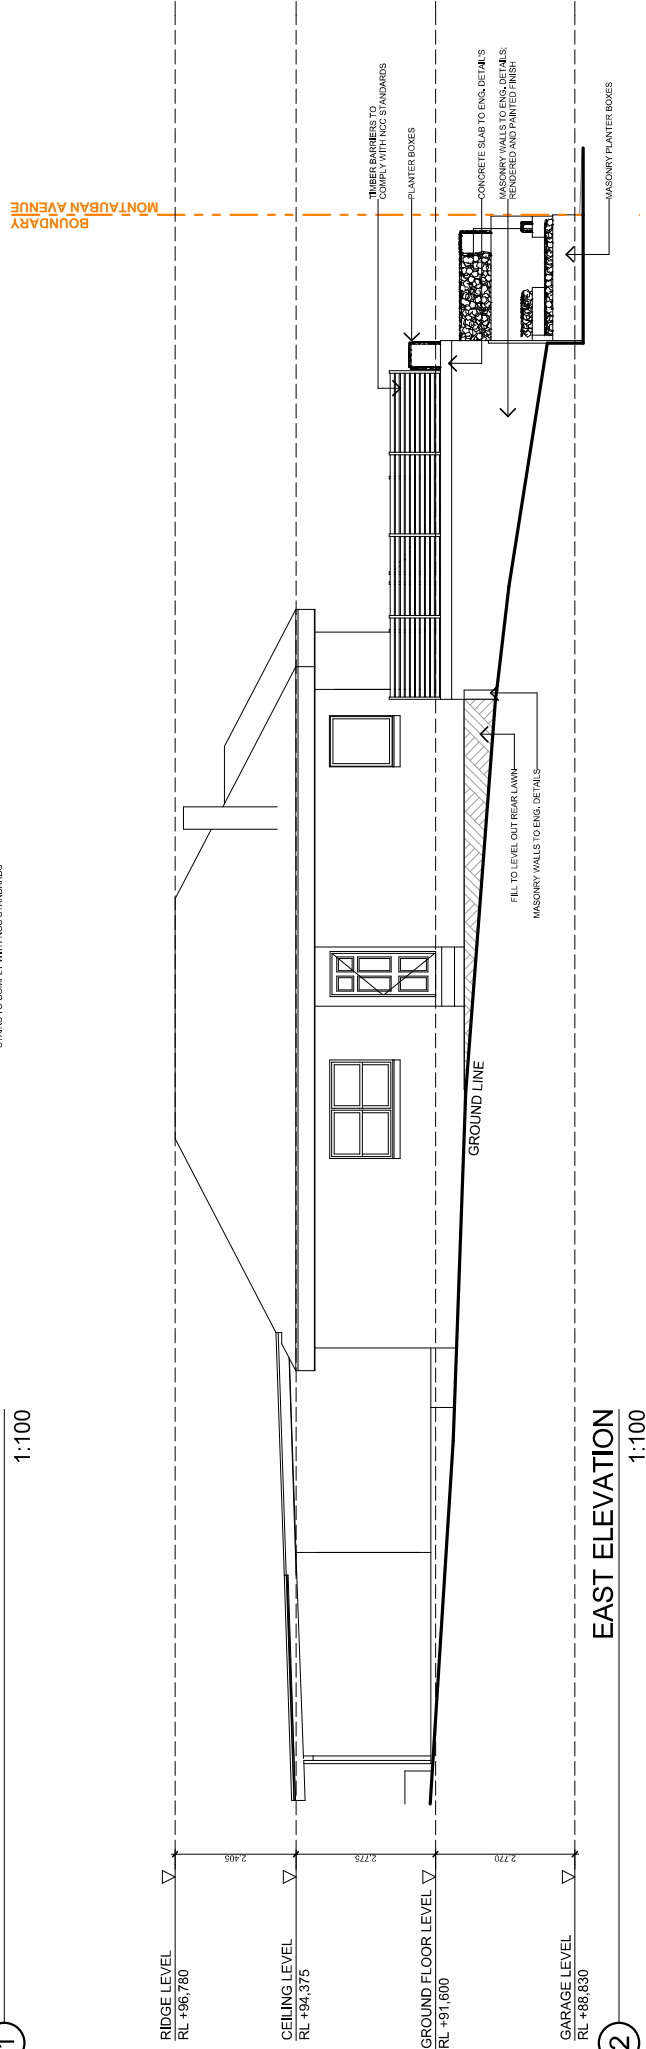 1
1:100
RIDGE LEVEL
RL +96,780
CEILING LEVEL
RL +94,375
GROUND FLOOR LEVEL
RL +91,600
GARAGE LEVEL
RL +88,830
2,405
2,775
2,770
GROUND LINE
FILL TO LEVEL OUT REAR LAWN
MASONRY WALLS TO ENG. DETAILS
TIMBER BARRIERS TO
COMPLY WITH NCC STANDARDS
PLANTER BOXES
CONCRETE SLAB TO ENG. DETAIL'S
MASONRY WALLS TO ENG. DETAILS;
RENDERED AND PAINTED FINISH
MASONRY PLANTER BOXES
BOUNDARY
MONTAUBAN AVENUE
2
EAST ELEVATION
1:100